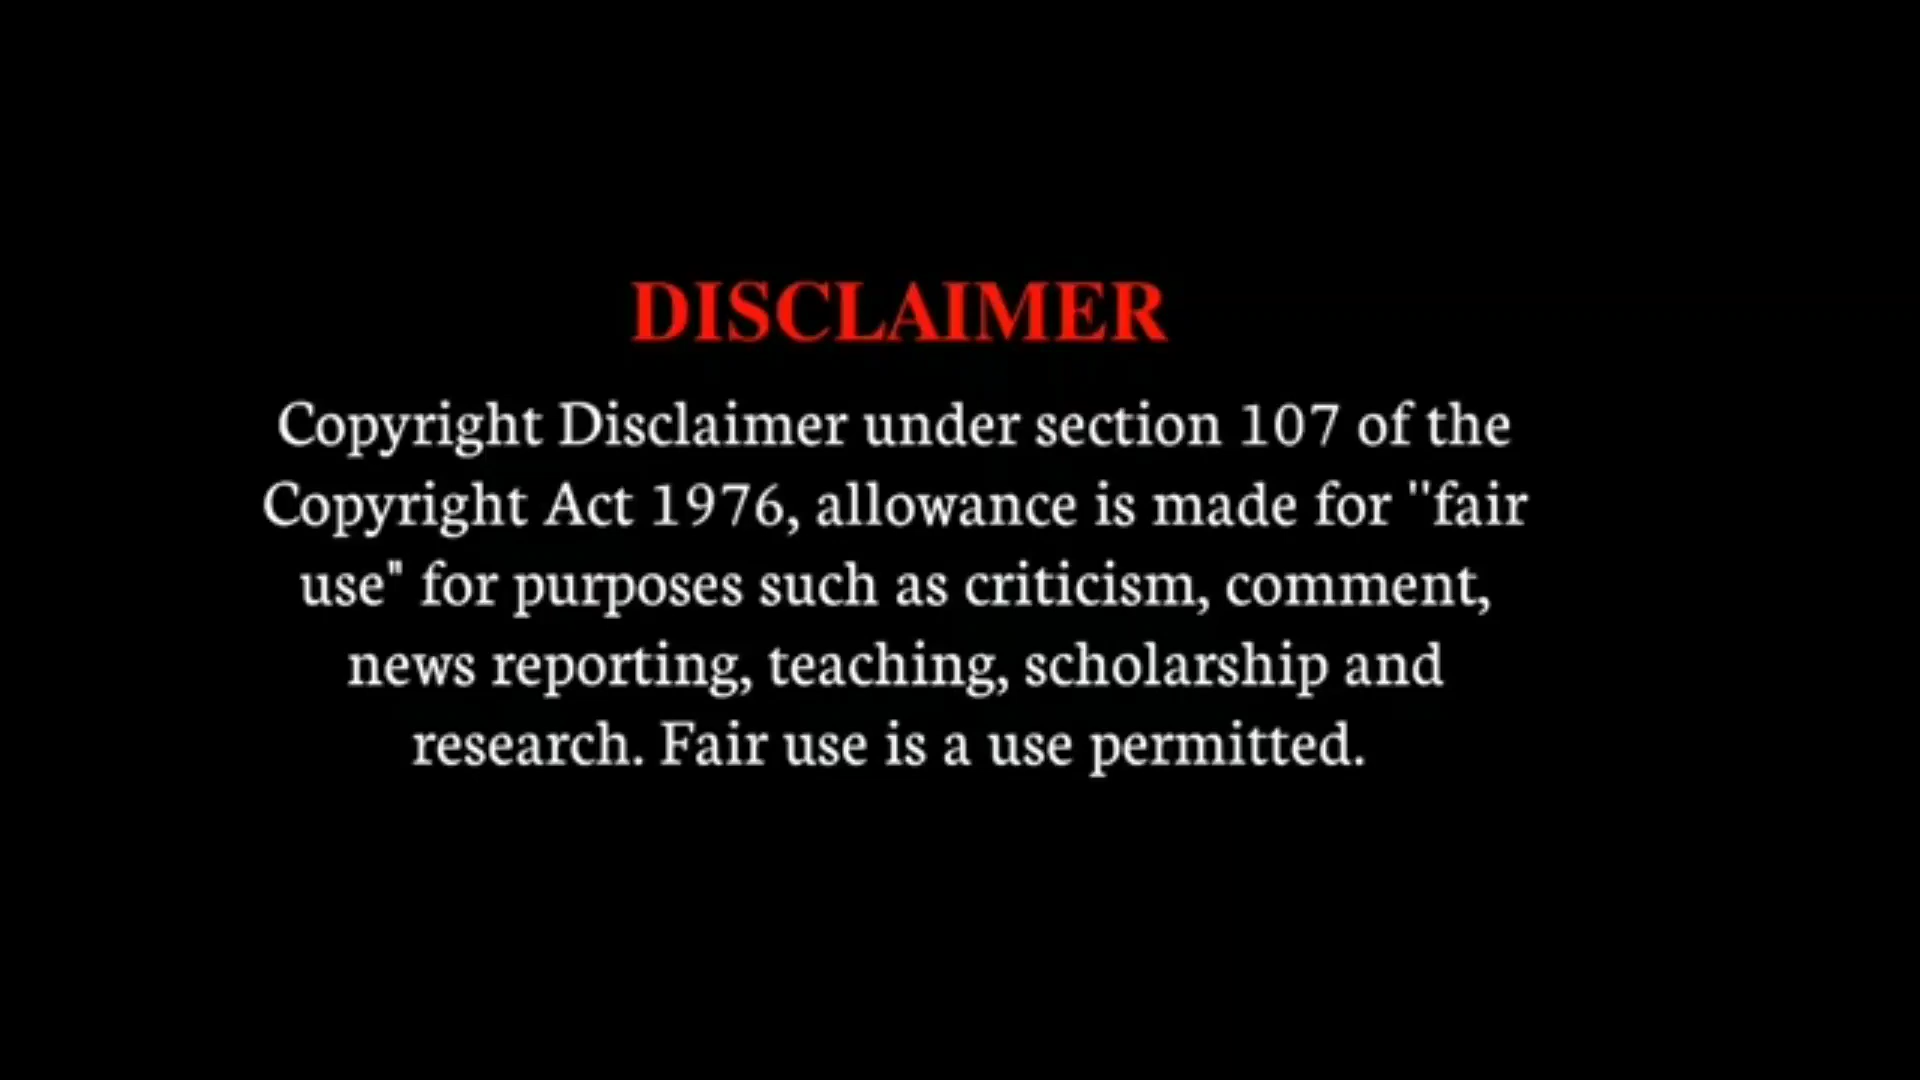 DISCLAIMER
Copyright Disclaimer under section 107 of the
Copyright Act 1976, allowance is made for "fair
use" for purposes such as criticism, comment,
news reporting, teaching, scholarship and
research. Fair use is a use permitted.